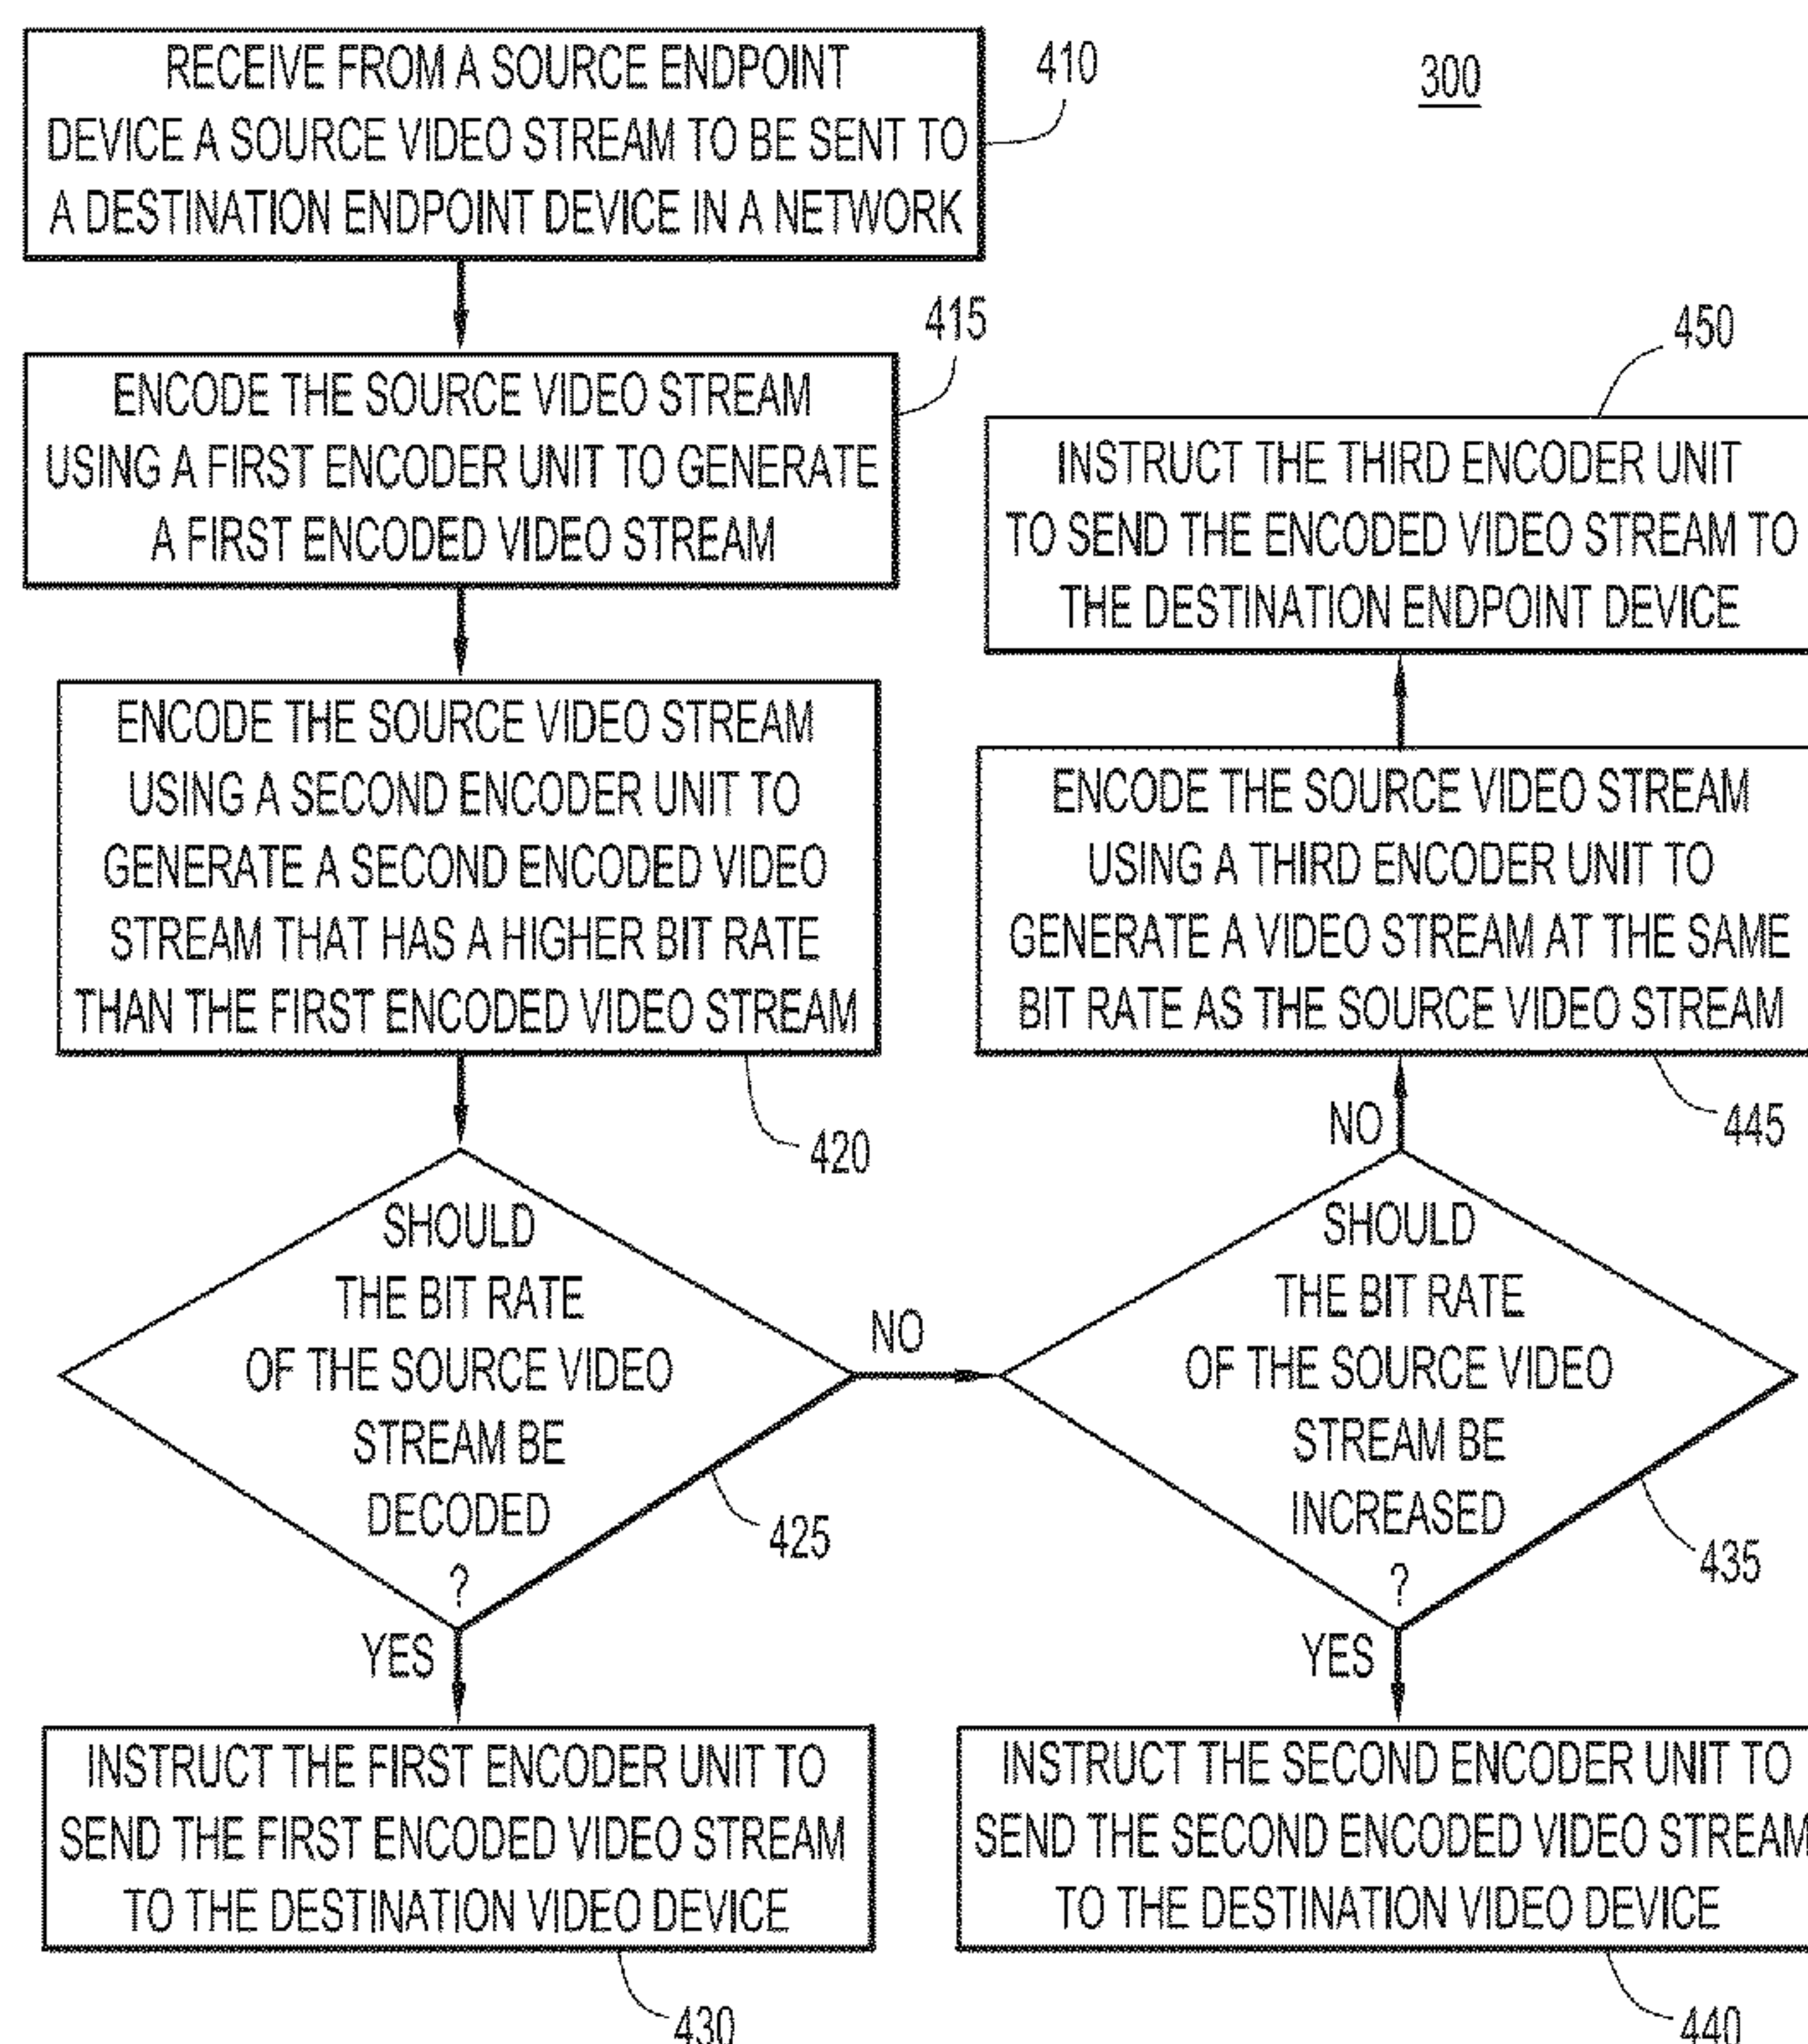 RECEIVE FROM A SOURCE ENDPOINT
DEVICE A SOURCE VIDEO STREAM TO BE SENT TO
A DESTINATION ENDPOINT DEVICE IN A NETWORK
410
300
ENCODE THE SOURCE VIDEO STREAM
USING A FIRST ENCODER UNIT TO GENERATE
A FIRST ENCODED VIDEO STREAM
415
ENCODE THE SOURCE VIDEO STREAM
USING A SECOND ENCODER UNIT TO
GENERATE A SECOND ENCODED VIDEO
STREAM THAT HAS A HIGHER BIT RATE
THAN THE FIRST ENCODED VIDEO STREAM
420
SHOULD
THE BIT RATE
OF THE SOURCE VIDEO
STREAM BE
DECODED
?
425
NO
YES
INSTRUCT THE FIRST ENCODER UNIT TO
SEND THE FIRST ENCODED VIDEO STREAM
TO THE DESTINATION VIDEO DEVICE
430
450
INSTRUCT THE THIRD ENCODER UNIT
TO SEND THE ENCODED VIDEO STREAM TO
THE DESTINATION ENDPOINT DEVICE
ENCODE THE SOURCE VIDEO STREAM
USING A THIRD ENCODER UNIT TO
GENERATE A VIDEO STREAM AT THE SAME
BIT RATE AS THE SOURCE VIDEO STREAM
445
NO
SHOULD
THE BIT RATE
OF THE SOURCE VIDEO
STREAM BE
INCREASED
?
435
YES
INSTRUCT THE SECOND ENCODER UNIT TO
SEND THE SECOND ENCODED VIDEO STREAM
TO THE DESTINATION VIDEO DEVICE
440